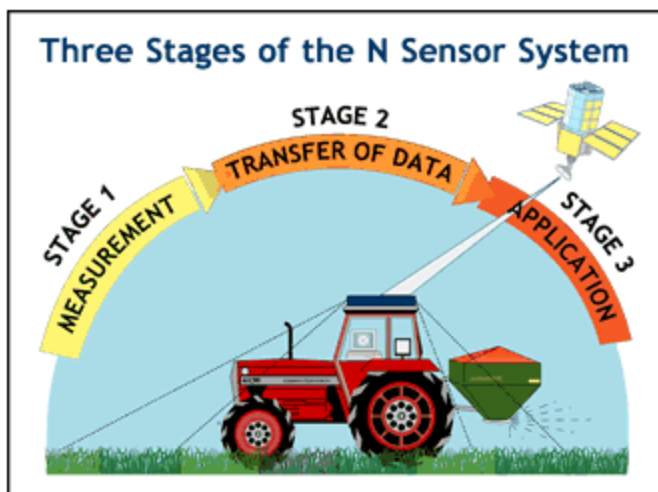 Three Stages of the N Sensor System
STAGE 1
MEASUREMENT
STAGE 2
TRANSFER OF DATA
STAGE 3
APPLICATION